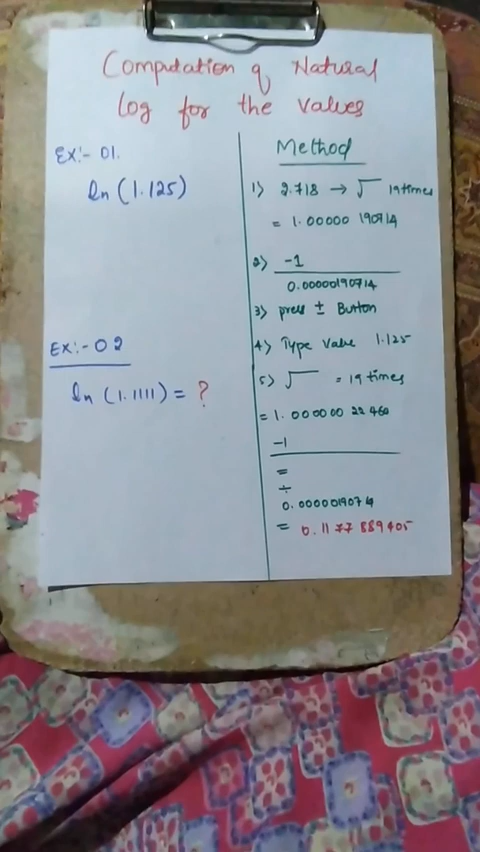 Computation of Natural
Log for the values
Ex:- 01.
ln (1.125)
Ex:- 02
ln (1.1111) = ?
Method
1) 2.718 → √ 19 times
= 1.00000 190714
2) -1
0.00000190714
3) press ± Button
4) Type Value 1.125
5) √ = 19 times
= 1.000000 22460
-1
=
÷
0.00000190714
= 0.1177889405